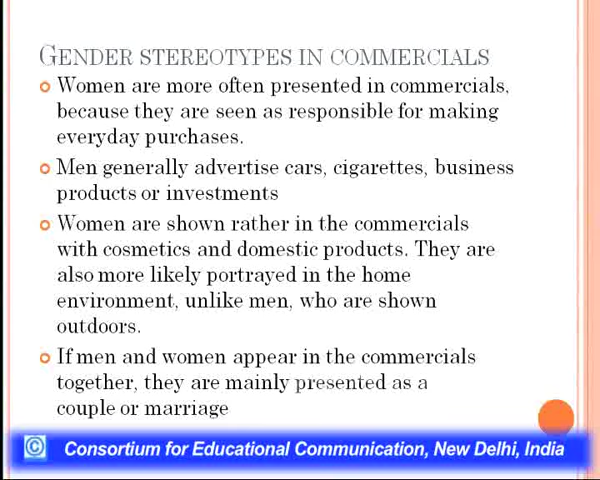 GENDER STEREOTYPES IN COMMERCIALS
Women are more often presented in commercials,
because they are seen as responsible for making
everyday purchases.
Men generally advertise cars, cigarettes, business
products or investments
Women are shown rather in the commercials
with cosmetics and domestic products. They are
also more likely portrayed in the home
environment, unlike men, who are shown
outdoors.
If men and women appear in the commercials
together, they are mainly presented as a
couple or marriage
© Consortium for Educational Communication, New Delhi, India